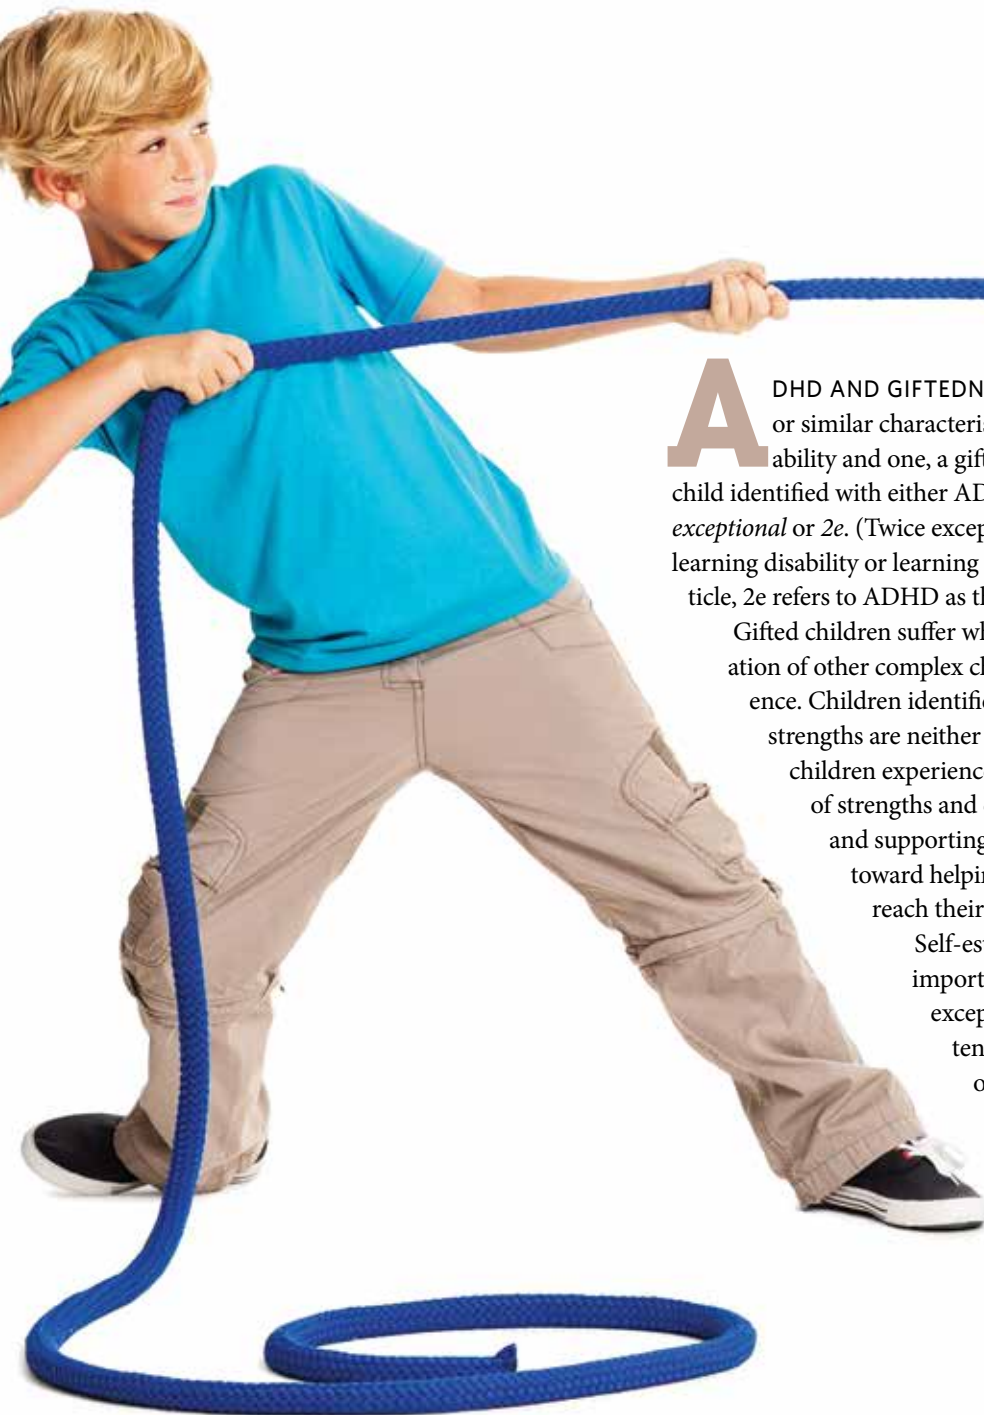 ADHD AND GIFTEDN
or similar characteris
ability and one, a gift
child identified with either AD
exceptional or 2e. (Twice excep
learning disability or learning
ticle, 2e refers to ADHD as th
Gifted children suffer wh
ation of other complex ch
ence. Children identifie
strengths are neither
children experienc
of strengths and
and supporting
toward helpin
reach their
Self-es
import
excep
ten
o